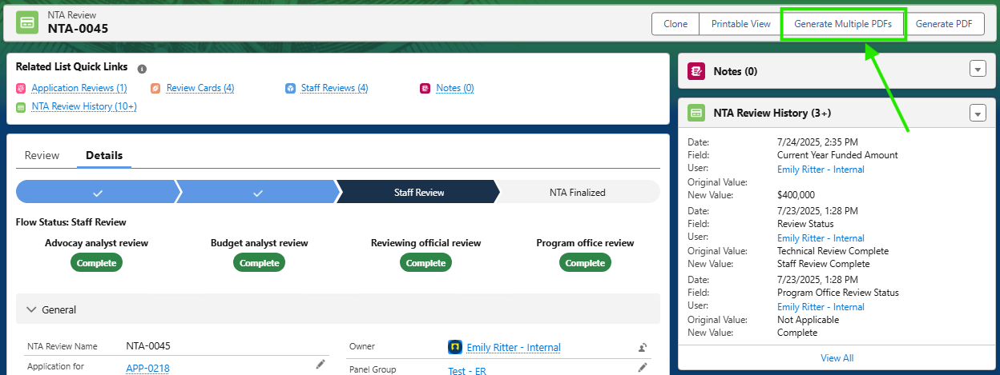 NTA Review
NTA-0045
Clone
Printable View
Generate Multiple PDFs
Generate PDF
Related List Quick Links
Application Reviews (1)
Review Cards (4)
Staff Reviews (4)
Notes (0)
NTA Review History (10+)
Review
Details
Staff Review
NTA Finalized
Flow Status: Staff Review
Advocay analyst review
Budget analyst review
Reviewing official review
Program office review
Complete
Complete
Complete
Complete
General
NTA Review Name
NTA-0045
Owner
Emily Ritter - Internal
Application for
APP-0218
Panel Group
Test - ER
Notes (0)
NTA Review History (3+)
Date: 7/24/2025, 2:35 PM
Field: Current Year Funded Amount
User: Emily Ritter - Internal
Original Value:
New Value: $400,000
Date: 7/23/2025, 1:28 PM
Field: Review Status
User: Emily Ritter - Internal
Original Value: Technical Review Complete
New Value: Staff Review Complete
Date: 7/23/2025, 1:28 PM
Field: Program Office Review Status
User: Emily Ritter - Internal
Original Value: Not Applicable
New Value: Complete
View All